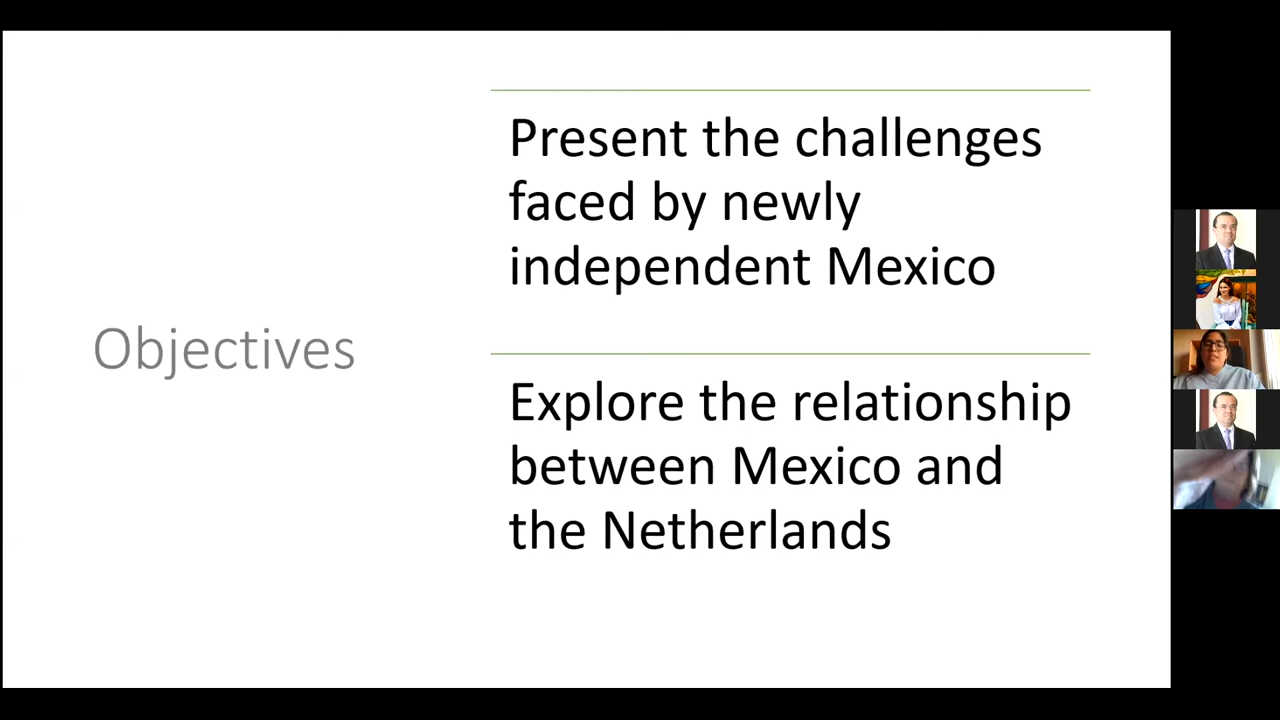 Objectives
Present the challenges
faced by newly
independent Mexico
Explore the relationship
between Mexico and
the Netherlands